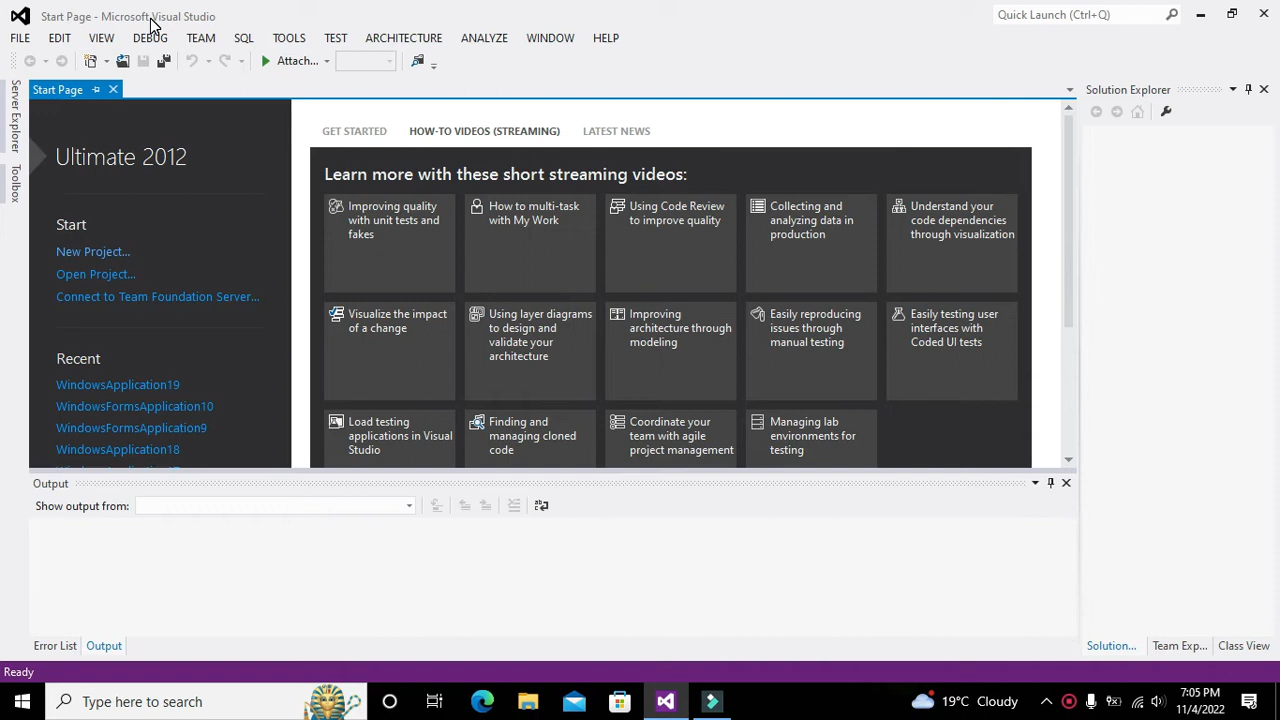 Start Page - Microsoft Visual Studio
Quick Launch (Ctrl+Q)
FILE EDIT VIEW DEBUG TEAM SQL TOOLS TEST ARCHITECTURE ANALYZE WINDOW HELP
Attach...
Server Explorer
Toolbox
Start Page
Solution Explorer
Ultimate 2012
Start
New Project...
Open Project...
Connect to Team Foundation Server...
Recent
WindowsApplication19
WindowsFormsApplication10
WindowsFormsApplication9
WindowsApplication18
GET STARTED HOW-TO VIDEOS (STREAMING) LATEST NEWS
Learn more with these short streaming videos:
Improving quality
with unit tests and
fakes
How to multi-task
with My Work
Using Code Review
to improve quality
Collecting and
analyzing data in
production
Understand your
code dependencies
through visualization
Visualize the impact
of a change
Using layer diagrams
to design and
validate your
architecture
Improving
architecture through
modeling
Easily reproducing
issues through
manual testing
Easily testing user
interfaces with
Coded UI tests
Load testing
applications in Visual
Studio
Finding and
managing cloned
code
Coordinate your
team with agile
project management
Managing lab
environments for
testing
Output
Show output from:
Error List Output
Solution... Team Exp... Class View
Ready
Type here to search
19°C Cloudy
7:05 PM
11/4/2022